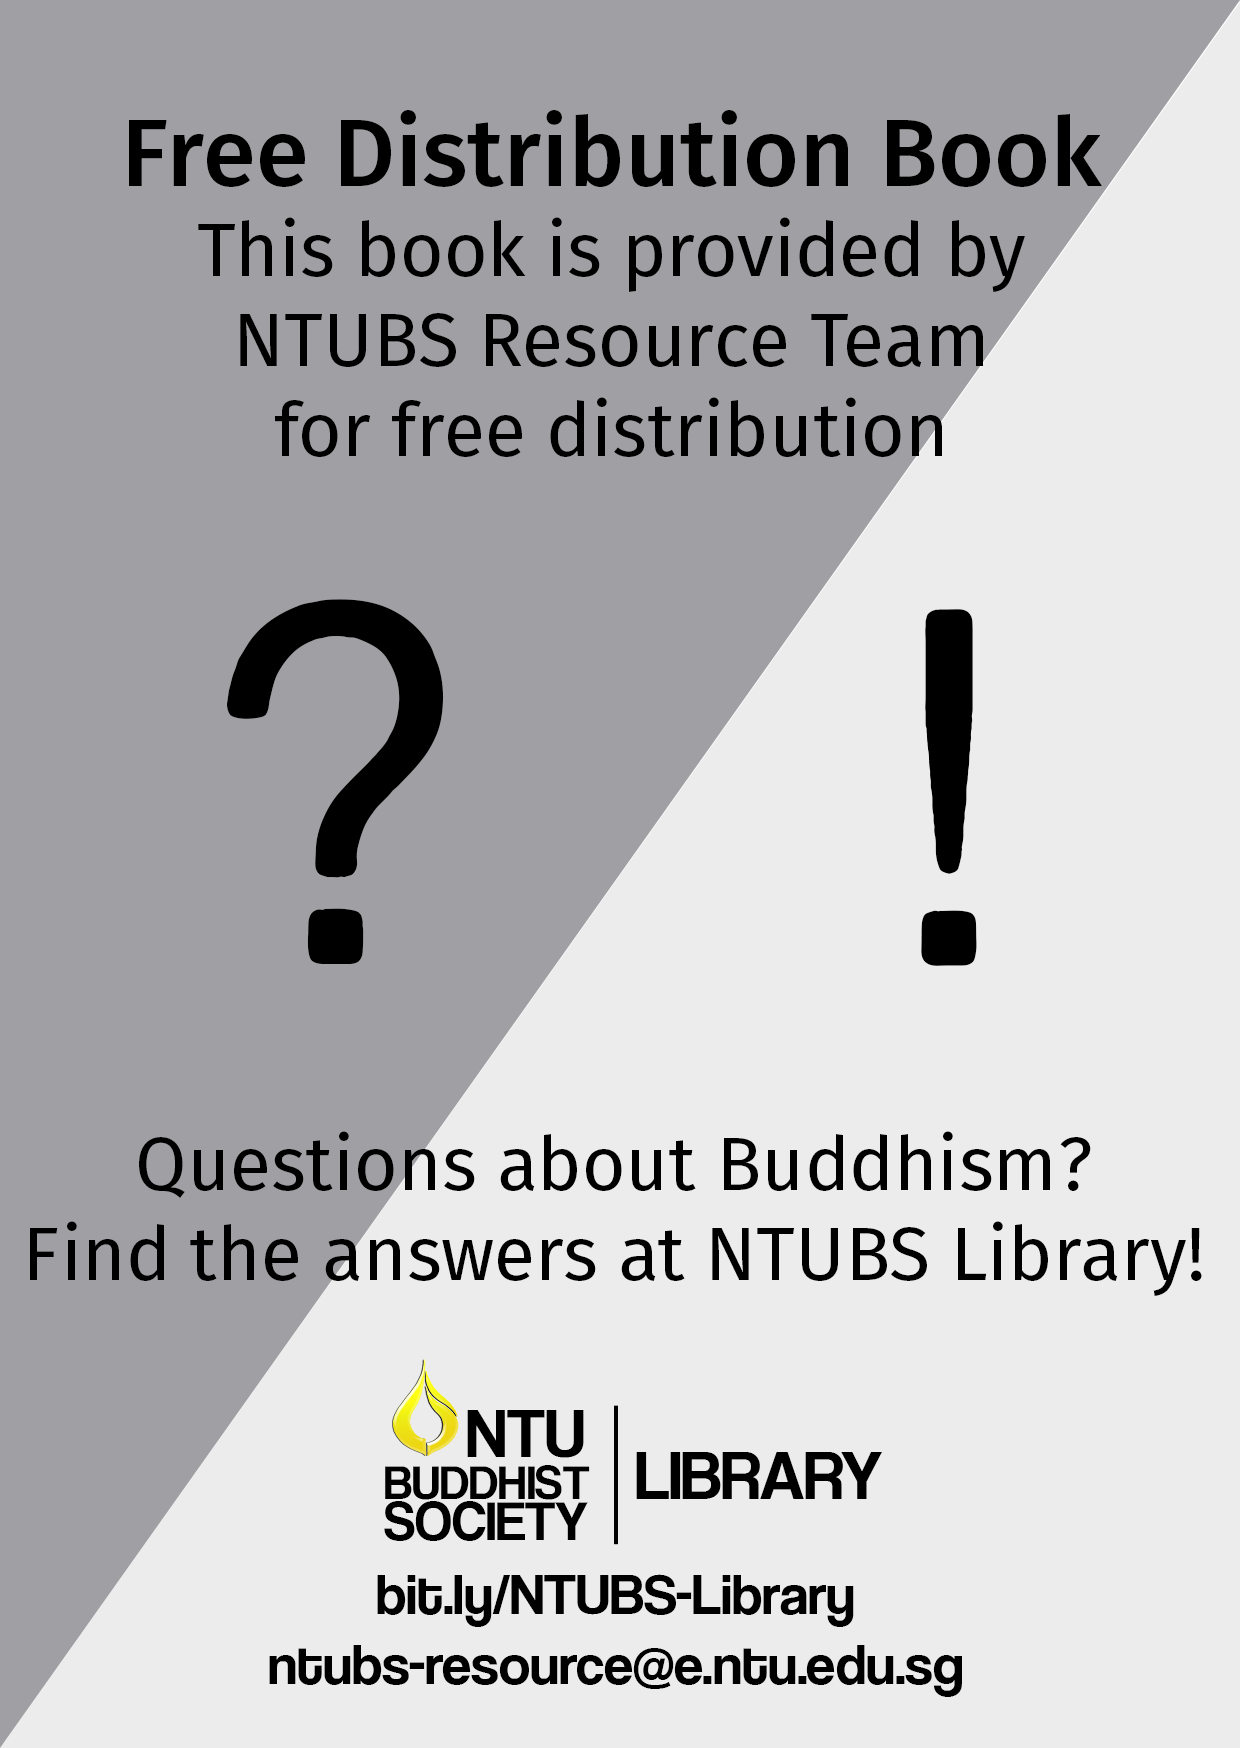 Free Distribution Book
This book is provided by
NTUBS Resource Team
for free distribution
? !
Questions about Buddhism?
Find the answers at NTUBS Library!
NTU
BUDDHIST
SOCIETY
LIBRARY
bit.ly/NTUBS-Library
ntubs-resource@e.ntu.edu.sg